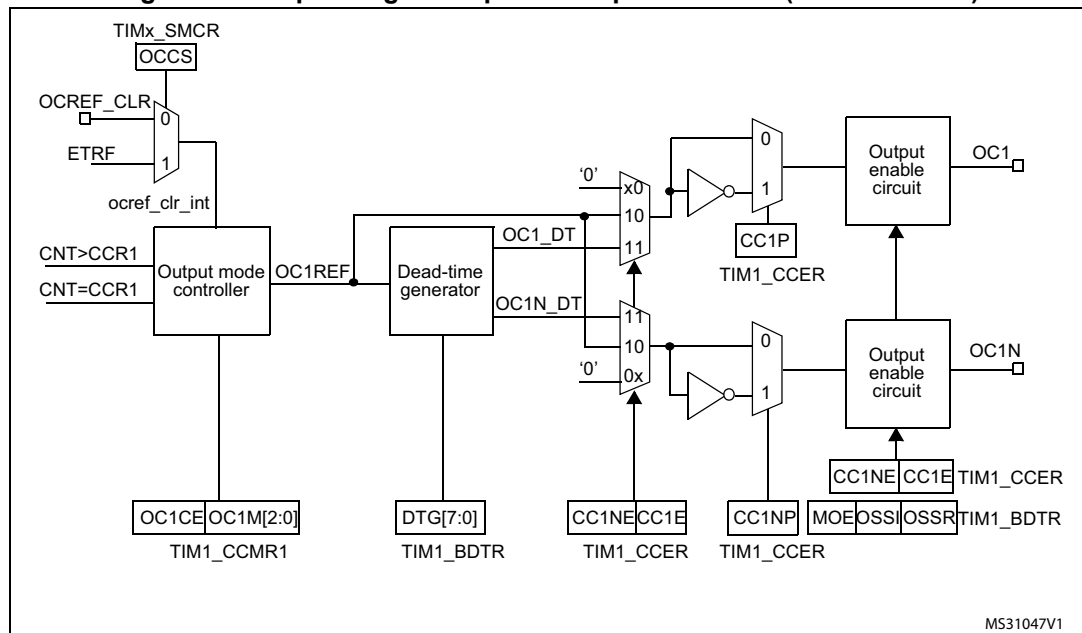 TIMx_SMCR
OCCS
OCREF_CLR
0
ETRF
1
ocref_clr_int
CNT>CCR1
CNT=CCR1
Output mode
controller
OC1REF
Dead-time
generator
OC1_DT
OC1N_DT
'0'
x0
10
11
11
10
'0'
0x
0
1
CC1P
TIM1_CCER
0
1
Output
enable
circuit
OC1
Output
enable
circuit
OC1N
CC1NE CC1E TIM1_CCER
OC1CE OC1M[2:0]
TIM1_CCMR1
DTG[7:0]
TIM1_BDTR
CC1NE CC1E
TIM1_CCER
CC1NP
TIM1_CCER
MOE OSSI OSSR TIM1_BDTR
MS31047V1